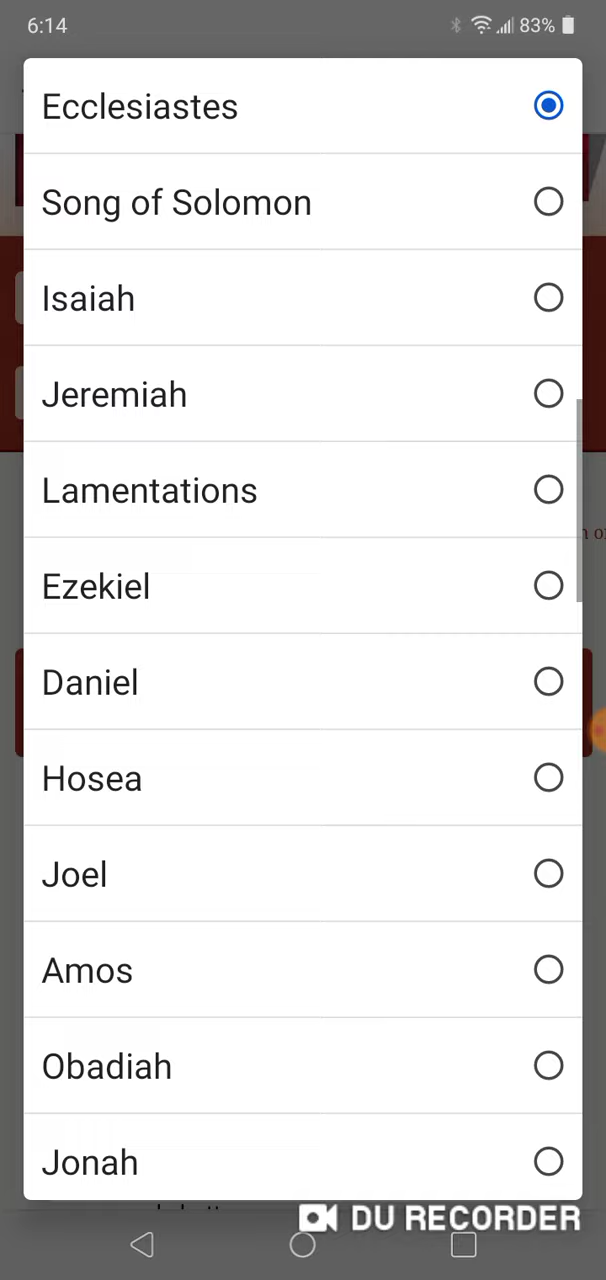 6:14
83%
Ecclesiastes
Song of Solomon
Isaiah
Jeremiah
Lamentations
Ezekiel
Daniel
Hosea
Joel
Amos
Obadiah
Jonah
DU RECORDER